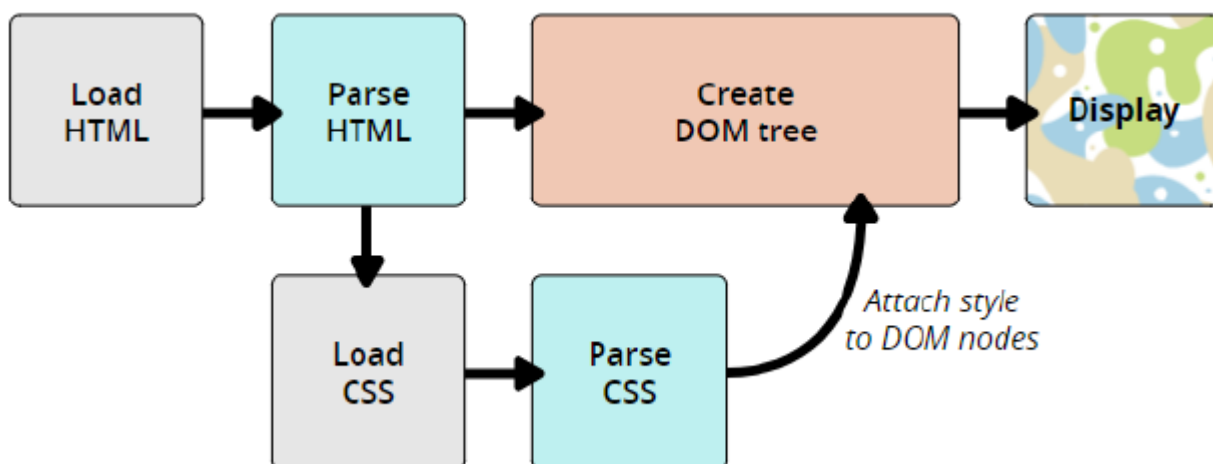 Load
HTML
Parse
HTML
Create
DOM tree
Display
Load
CSS
Parse
CSS
Attach style
to DOM nodes